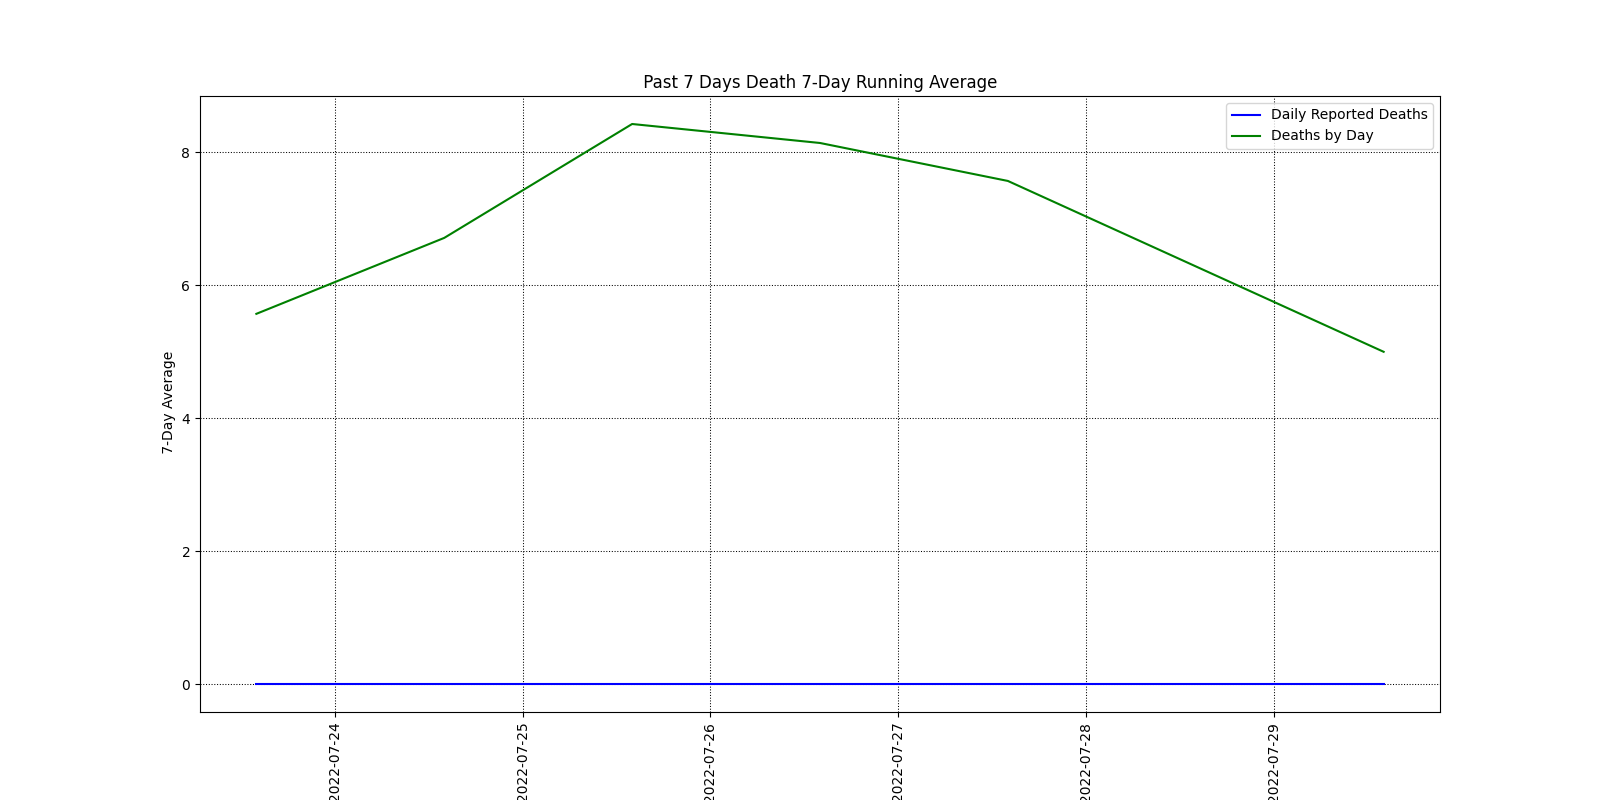 Past 7 Days Death 7-Day Running Average
Daily Reported Deaths
Deaths by Day
7-Day Average
8
6
4
2
0
2022-07-24
2022-07-25
2022-07-26
2022-07-27
2022-07-28
2022-07-29